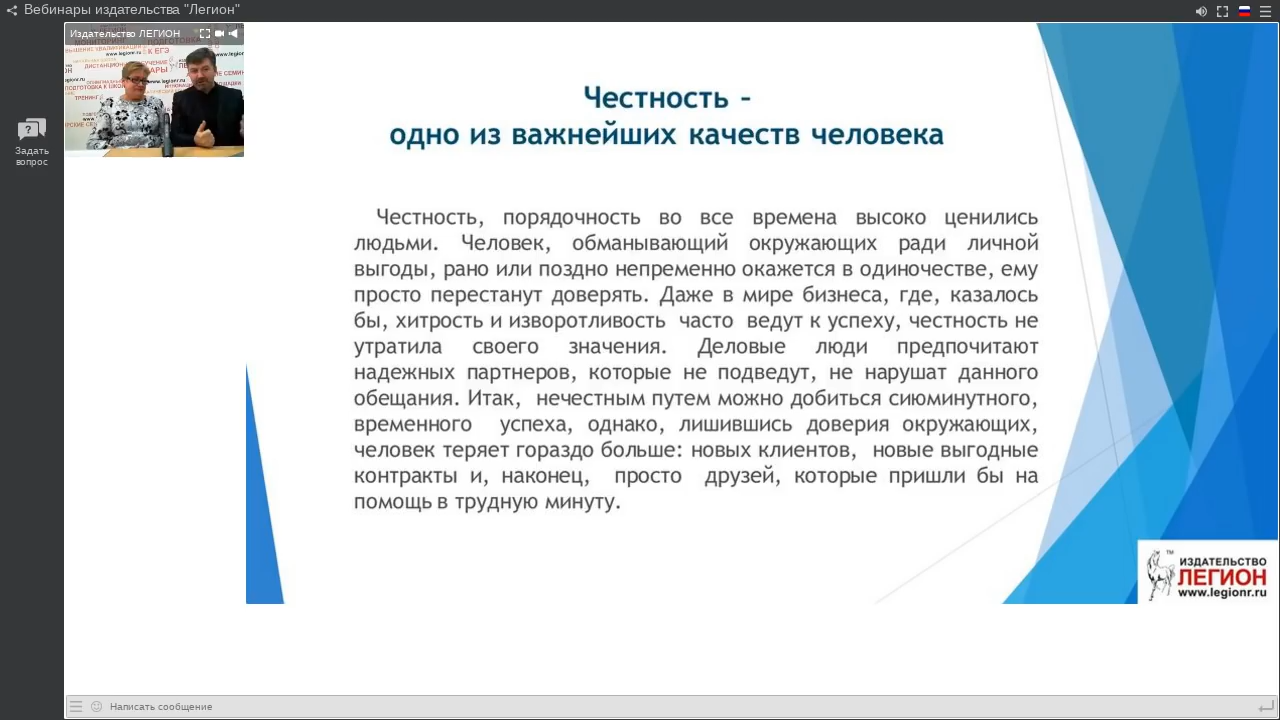 Вебинары издательства "Легион"
Издательство ЛЕГИОН
Задать
вопрос
Честность –
одно из важнейших качеств человека
Честность, порядочность во все времена высоко ценились
людьми. Человек, обманывающий окружающих ради личной
выгоды, рано или поздно непременно окажется в одиночестве, ему
просто перестанут доверять. Даже в мире бизнеса, где, казалось
бы, хитрость и изворотливость часто ведут к успеху, честность не
утратила своего значения. Деловые люди предпочитают
надежных партнеров, которые не подведут, не нарушат данного
обещания. Итак, нечестным путем можно добиться сиюминутного,
временного успеха, однако, лишившись доверия окружающих,
человек теряет гораздо больше: новых клиентов, новые выгодные
контракты и, наконец, просто друзей, которые пришли бы на
помощь в трудную минуту.
TM
ИЗДАТЕЛЬСТВО
ЛЕГИОН
www.legionr.ru
Написать сообщение